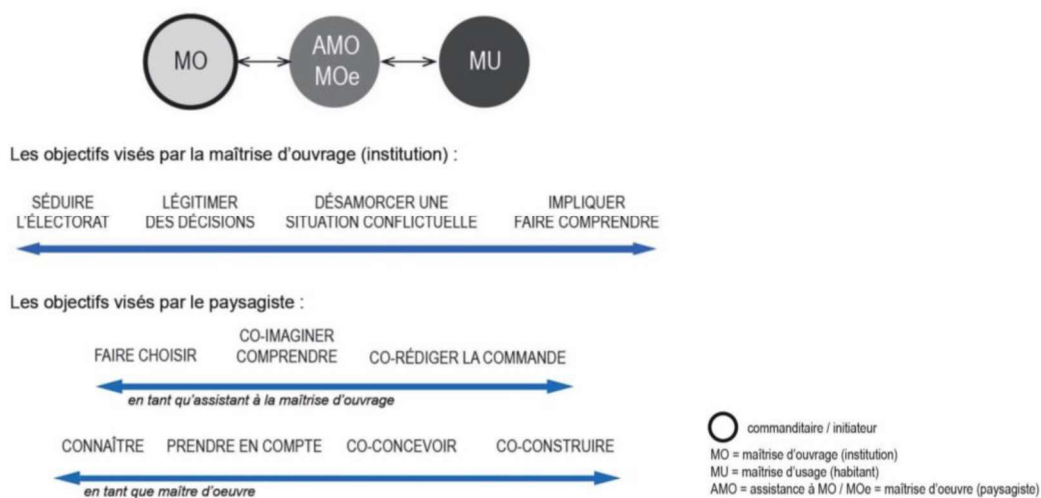 MO
AMO
MOe
MU
Les objectifs visés par la maîtrise d'ouvrage (institution) :
SÉDUIRE
L'ÉLECTORAT
LÉGITIMER
DES DÉCISIONS
DÉSAMORCER UNE
SITUATION CONFLICTUELLE
IMPLIQUER
FAIRE COMPRENDRE
Les objectifs visés par le paysagiste :
FAIRE CHOISIR
CO-IMAGINER
COMPRENDRE
CO-RÉDIGER LA COMMANDE
en tant qu'assistant à la maîtrise d'ouvrage
CONNAÎTRE
PRENDRE EN COMPTE
CO-CONCEVOIR
CO-CONSTRUIRE
en tant que maître d'oeuvre
commanditaire / initiateur
MO = maîtrise d'ouvrage (institution)
MU = maîtrise d'usage (habitant)
AMO = assistance à MO / MOe = maîtrise d'oeuvre (paysagiste)